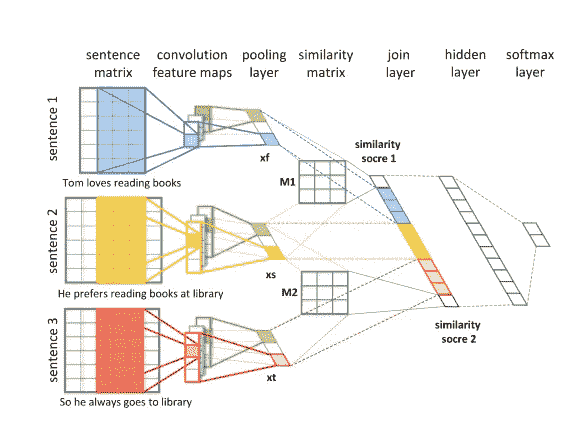 sentence matrix
convolution feature maps
pooling layer
similarity matrix
join layer
hidden layer
softmax layer
sentence 1
Tom loves reading books
xf
M1
similarity socre 1
sentence 2
He prefers reading books at library
xs
M2
sentence 3
So he always goes to library
xt
similarity socre 2